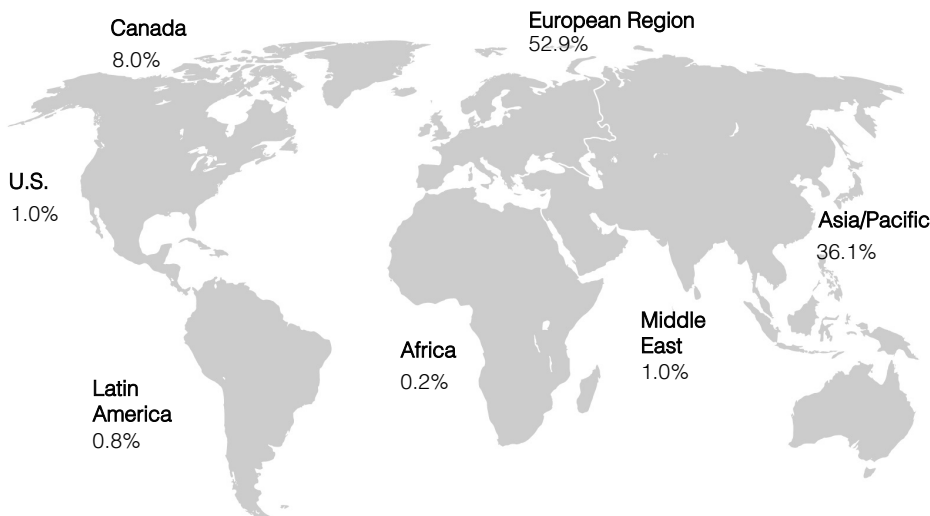 European Region
52.9%
Canada
8.0%
U.S.
1.0%
Asia/Pacific
36.1%
Middle
East
1.0%
Africa
0.2%
Latin
America
0.8%